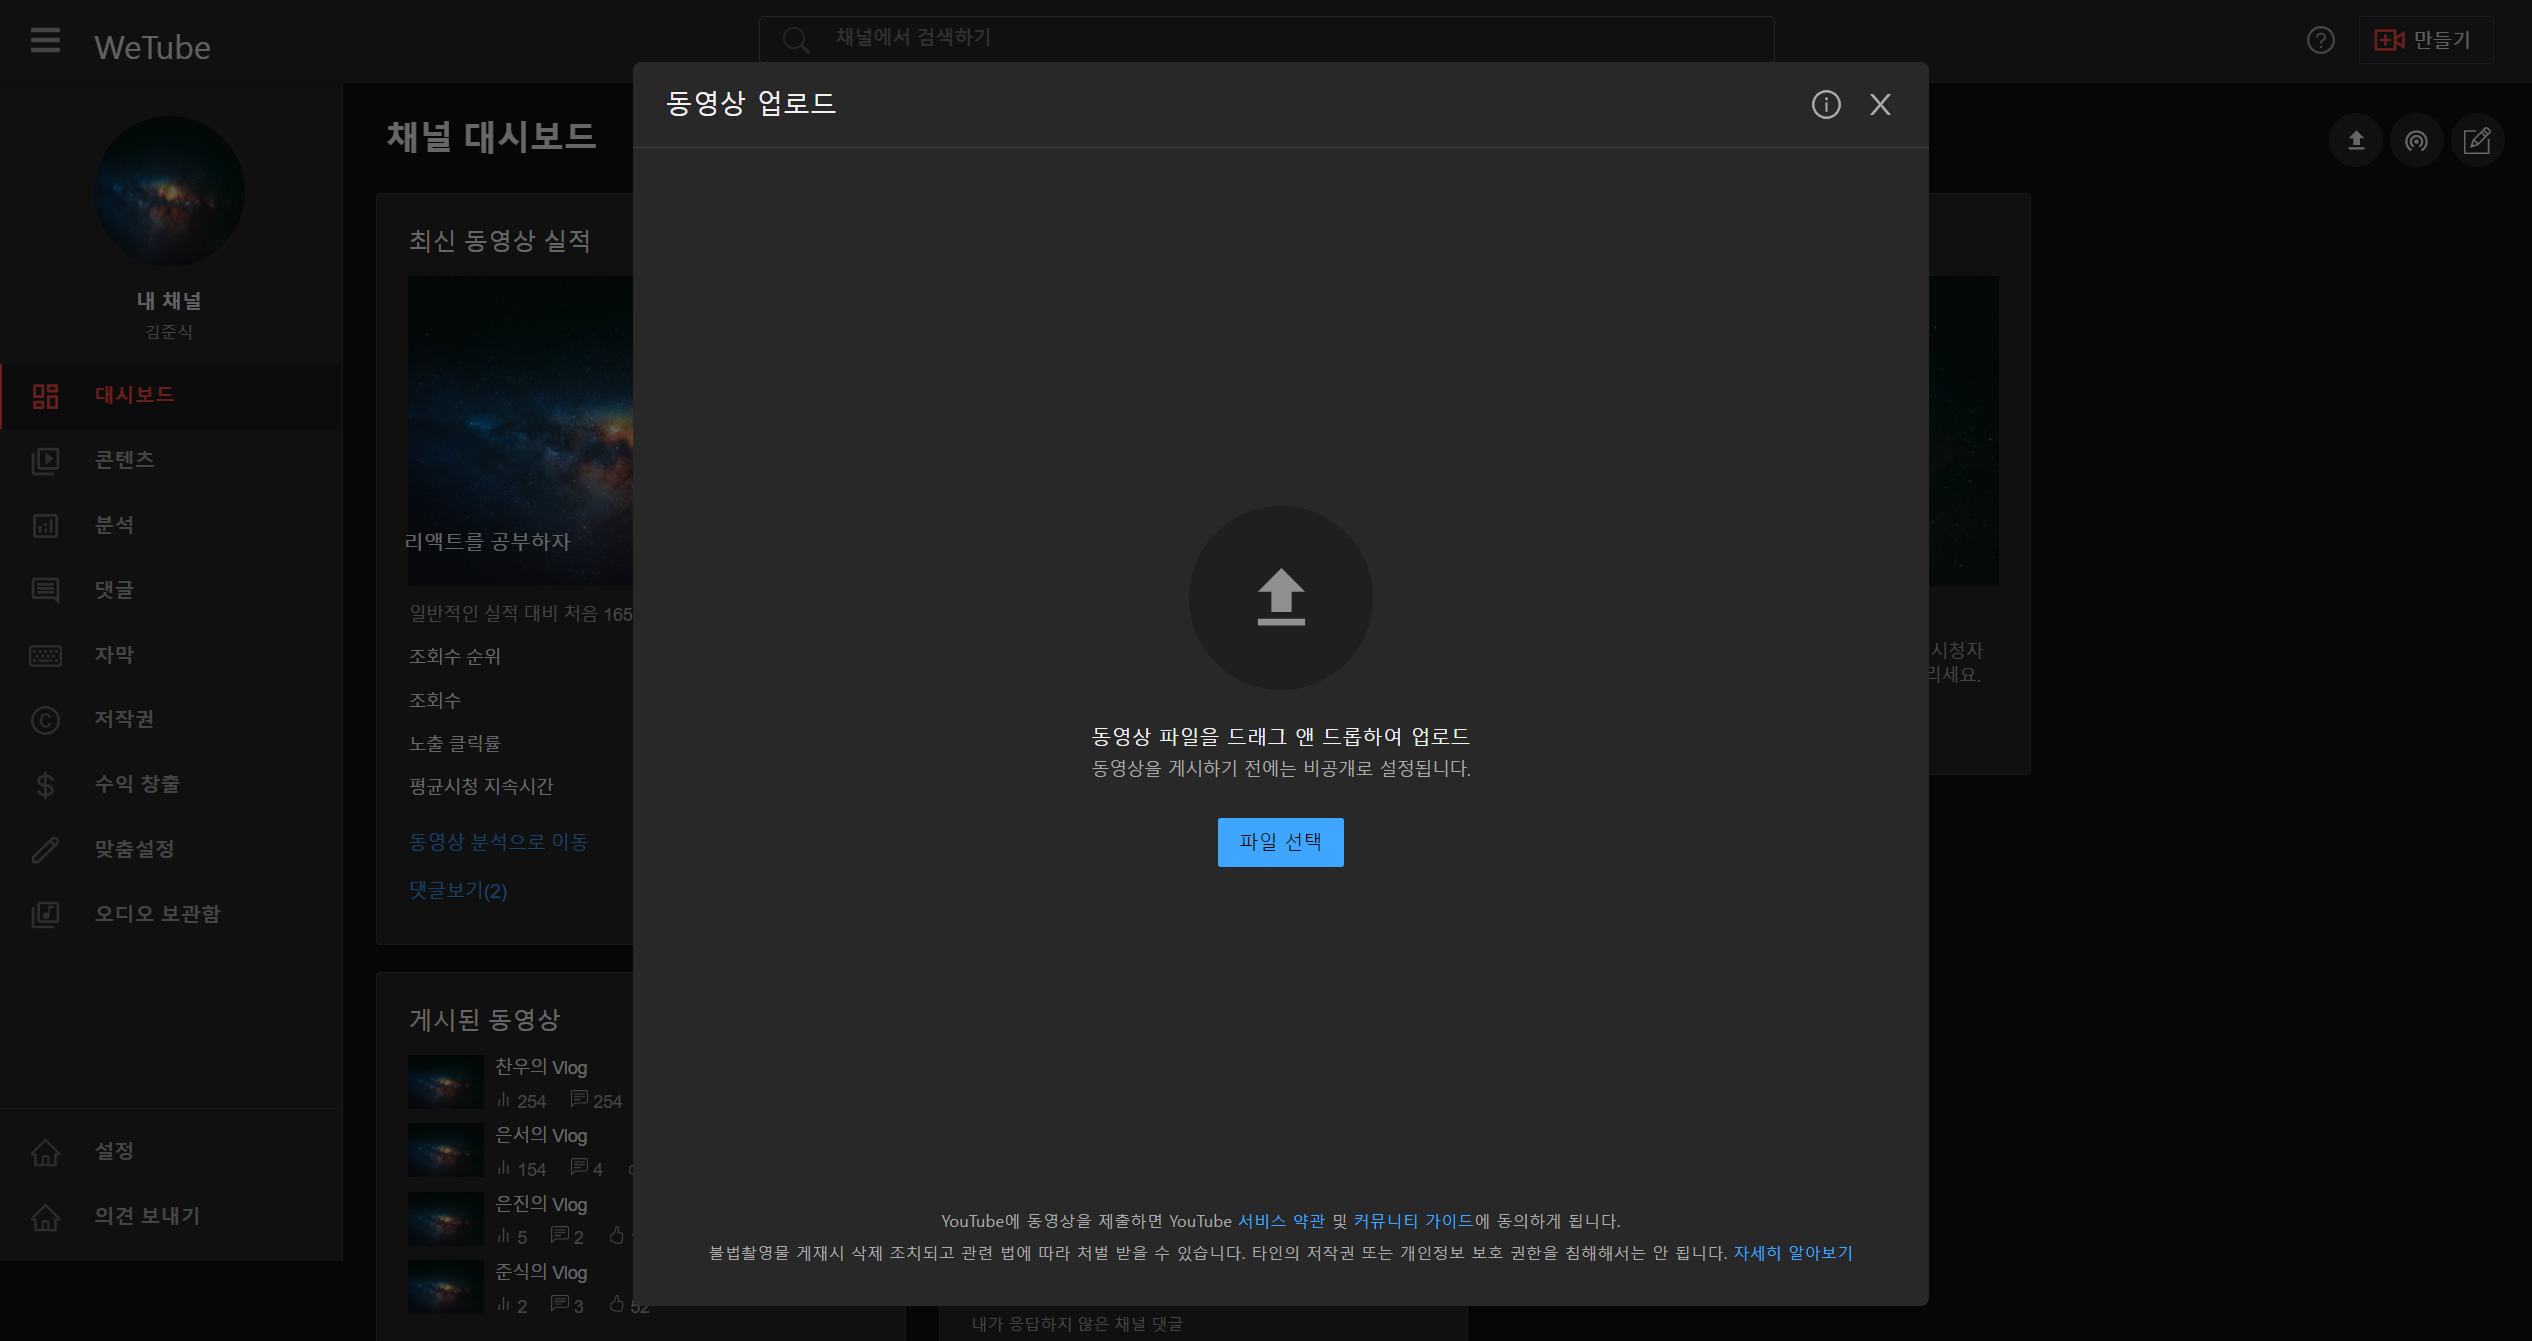 WeTube
채널에서 검색하기
만들기
내 채널
김준식
대시보드
콘텐츠
분석
댓글
자막
저작권
수익 창출
맞춤설정
오디오 보관함
설정
의견 보내기
채널 대시보드
최신 동영상 실적
리액트를 공부하자
일반적인 실적 대비 처음 165
조회수 순위
조회수
노출 클릭률
평균시청 지속시간
동영상 분석으로 이동
댓글보기(2)
게시된 동영상
찬우의 Vlog
254 254
은서의 Vlog
154 4
은진의 Vlog
5 2
준식의 Vlog
2 3 52
동영상 업로드
동영상 파일을 드래그 앤 드롭하여 업로드
동영상을 게시하기 전에는 비공개로 설정됩니다.
파일 선택
YouTube에 동영상을 제출하면 YouTube 서비스 약관 및 커뮤니티 가이드에 동의하게 됩니다.
불법촬영물 게재시 삭제 조치되고 관련 법에 따라 처벌 받을 수 있습니다. 타인의 저작권 또는 개인정보 보호 권한을 침해해서는 안 됩니다. 자세히 알아보기
시청자
리세요.
내가 응답하지 않은 채널 댓글